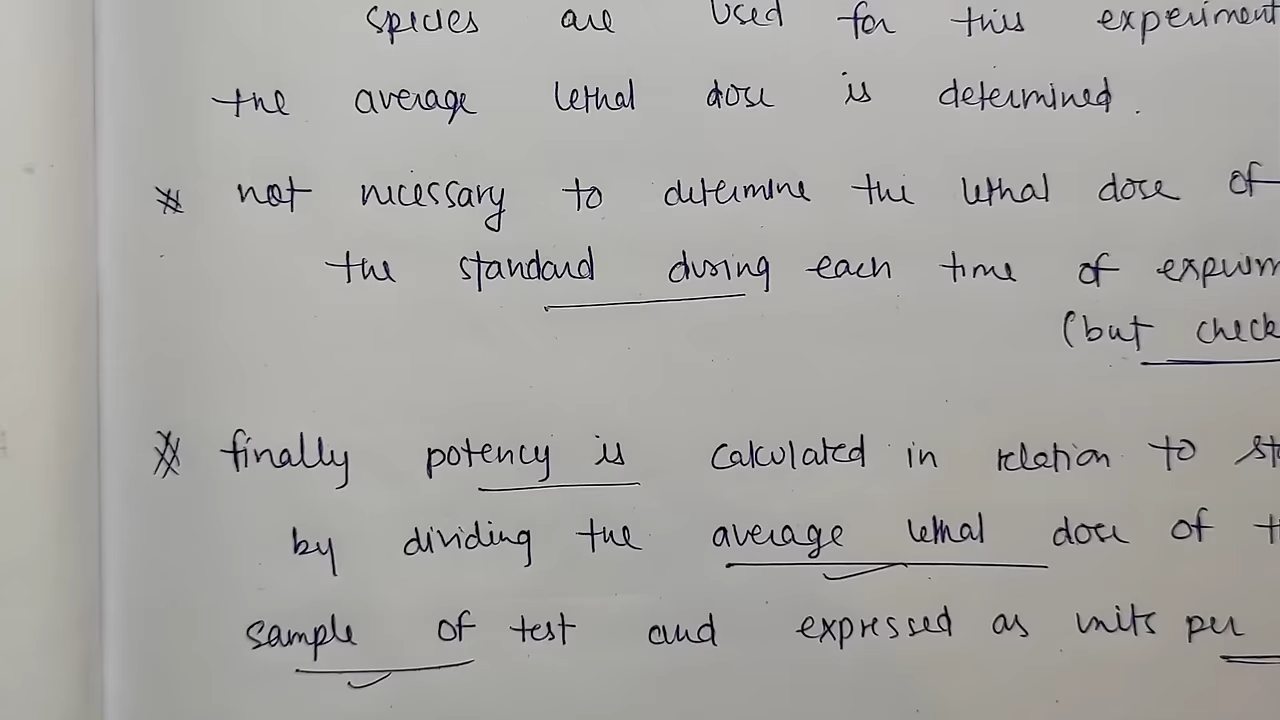 species are used for this experiment
the average lethal dose is determined.
* not necessary to determine the lethal dose of
the standard during each time of experim
(but check
* finally potency is calculated in relation to st
by dividing the average lethal dose of t
sample of test and expressed as units per